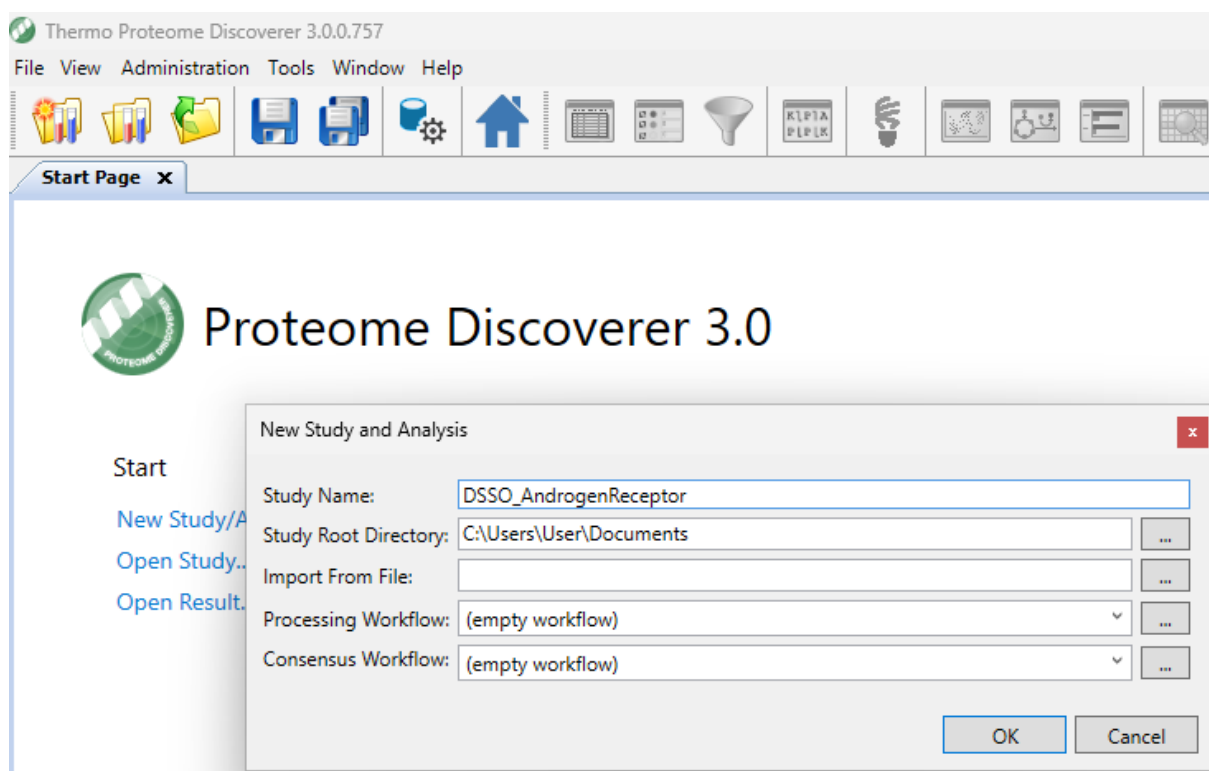 Thermo Proteome Discoverer 3.0.0.757
File View Administration Tools Window Help
K|P|A
P|P|K
Start Page x
PROTEOME DISCOVERER
Proteome Discoverer 3.0
New Study and Analysis
x
Start
New Study/A
Open Study..
Open Result.
Study Name: DSSO_AndrogenReceptor
Study Root Directory: C:\Users\User\Documents ...
Import From File: ...
Processing Workflow: (empty workflow) ...
Consensus Workflow: (empty workflow) ...
OK Cancel